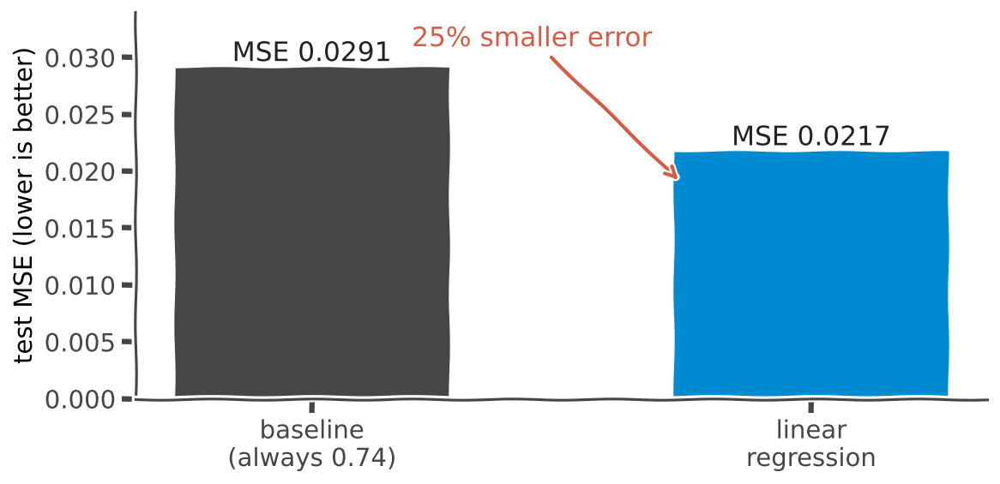 25% smaller error
MSE 0.0291
MSE 0.0217
test MSE (lower is better)
0.030
0.025
0.020
0.015
0.010
0.005
0.000
baseline
(always 0.74)
linear
regression